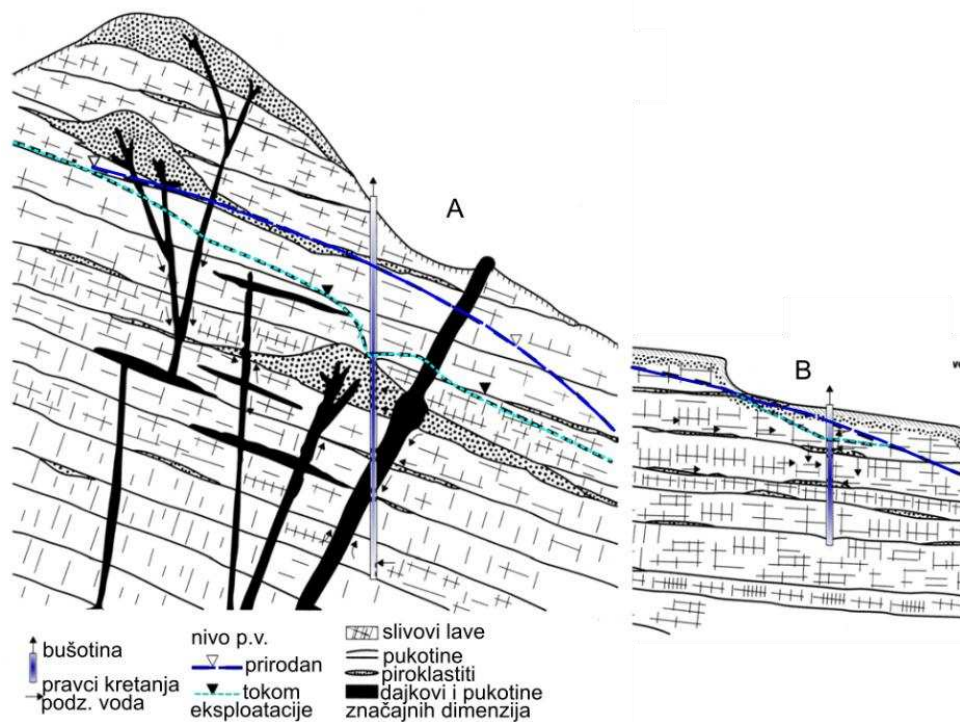 A
B
bušotina
pravci kretanja
podz. voda
nivo p.v.
prirodan
tokom
eksploatacije
slivovi lave
pukotine
piroklastiti
dajkovi i pukotine
značajnih dimenzija